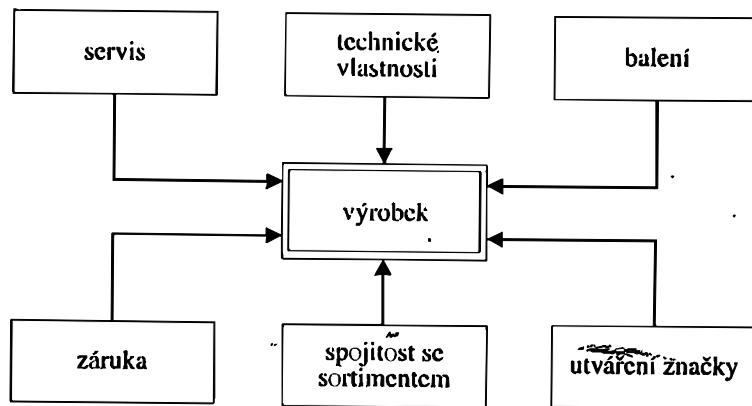 servis
technické
vlastnosti
balení
výrobek
záruka
spojitost se
sortimentem
utváření značky